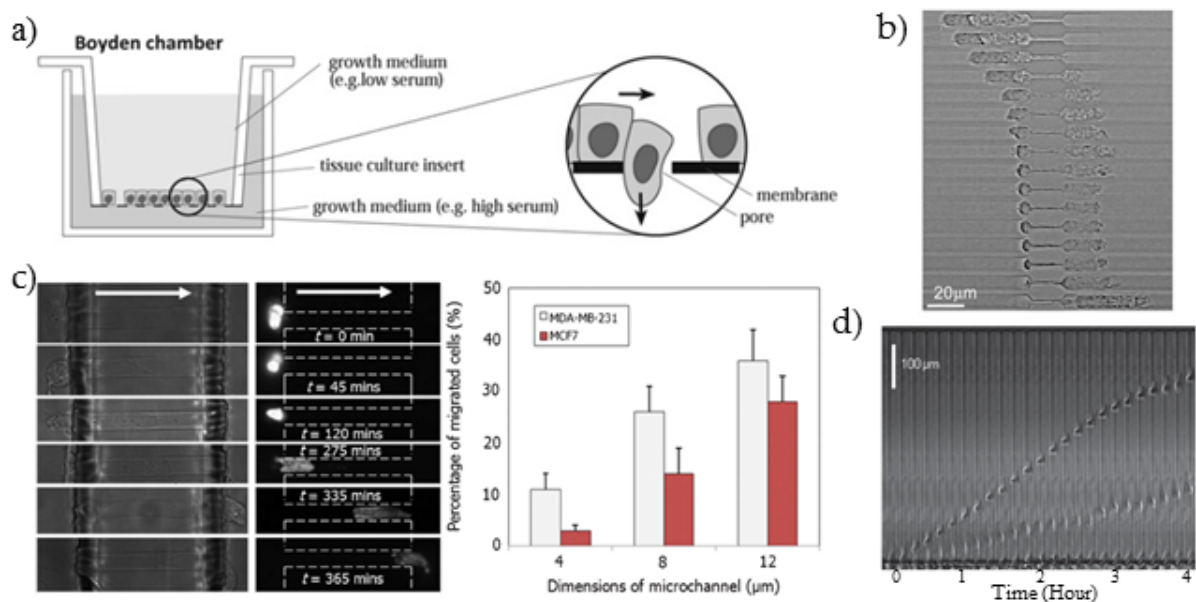 a)
Boyden chamber
growth medium
(e.g.low serum)
tissue culture insert
growth medium (e.g. high serum)
membrane
pore
b)
20μm
c)
t = 0 min
t = 45 mins
t = 120 mins
t = 275 mins
t = 335 mins
t = 365 mins
Percentage of migrated cells (%)
50
40
30
20
10
0
MDA-MB-231
MCF7
4 8 12
Dimensions of microchannel (μm)
d)
100 μm
0 1 2 3 4
Time (Hour)